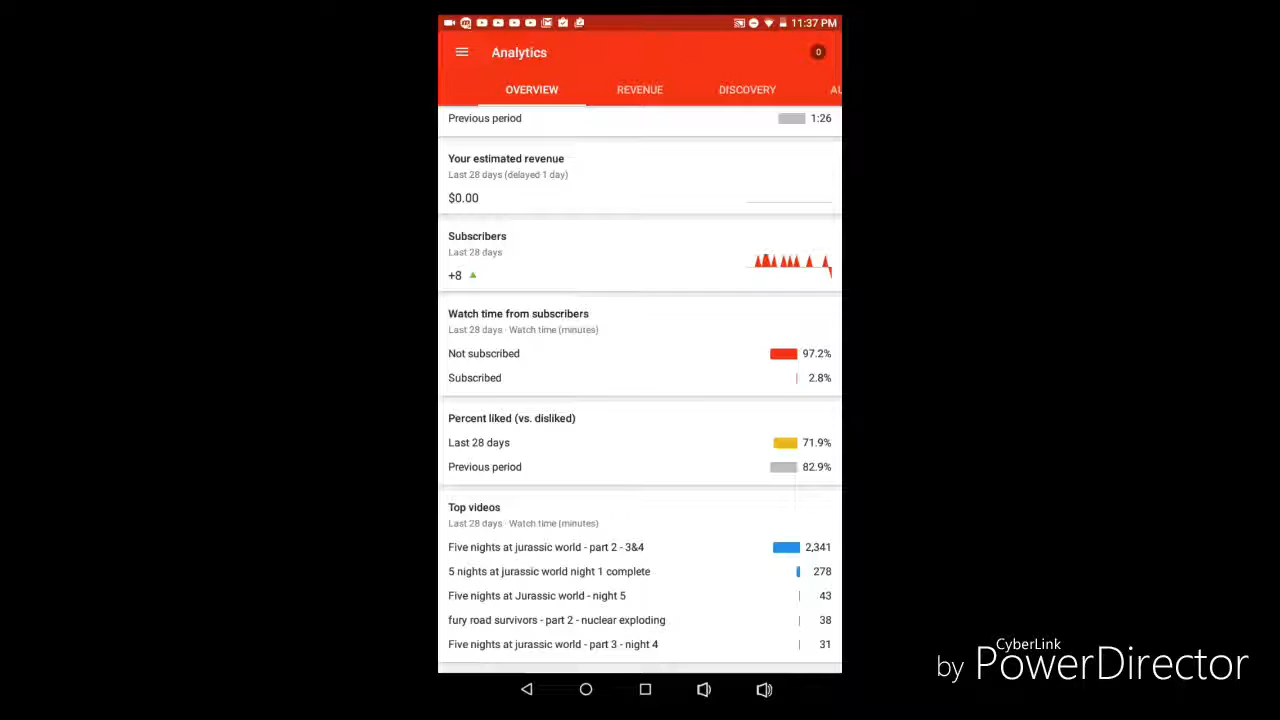 11:37 PM
Analytics
0
OVERVIEW REVENUE DISCOVERY AU
Previous period 1:26
Your estimated revenue
Last 28 days (delayed 1 day)
$0.00
Subscribers
Last 28 days
+8
Watch time from subscribers
Last 28 days · Watch time (minutes)
Not subscribed 97.2%
Subscribed 2.8%
Percent liked (vs. disliked)
Last 28 days 71.9%
Previous period 82.9%
Top videos
Last 28 days · Watch time (minutes)
Five nights at jurassic world - part 2 - 3&4 2,341
5 nights at jurassic world night 1 complete 278
Five nights at Jurassic world - night 5 43
fury road survivors - part 2 - nuclear exploding 38
Five nights at jurassic world - part 3 - night 4 31
CyberLink
by PowerDirector